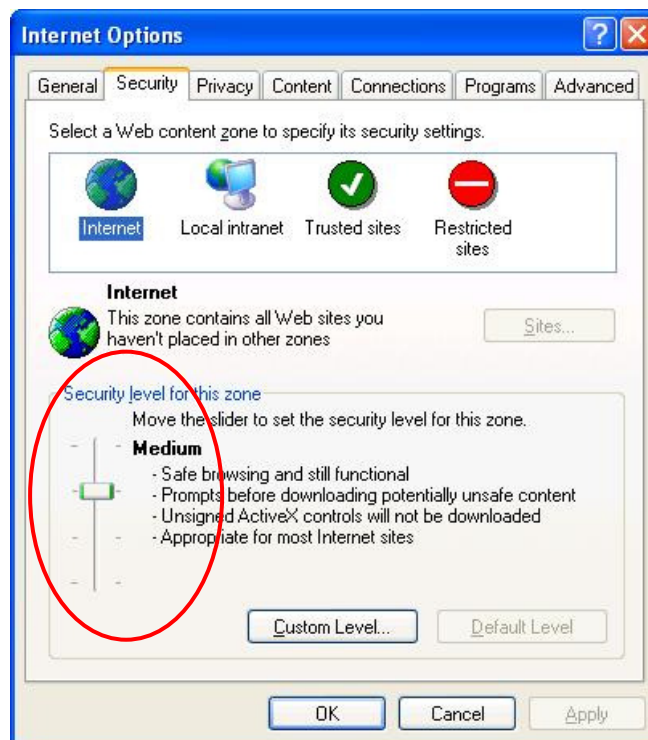 Internet Options
General Security Privacy Content Connections Programs Advanced
Select a Web content zone to specify its security settings.
Internet Local intranet Trusted sites Restricted sites
Internet
This zone contains all Web sites you
haven't placed in other zones
Sites...
Security level for this zone
Move the slider to set the security level for this zone.
Medium
- Safe browsing and still functional
- Prompts before downloading potentially unsafe content
- Unsigned ActiveX controls will not be downloaded
- Appropriate for most Internet sites
Custom Level... Default Level
OK Cancel Apply